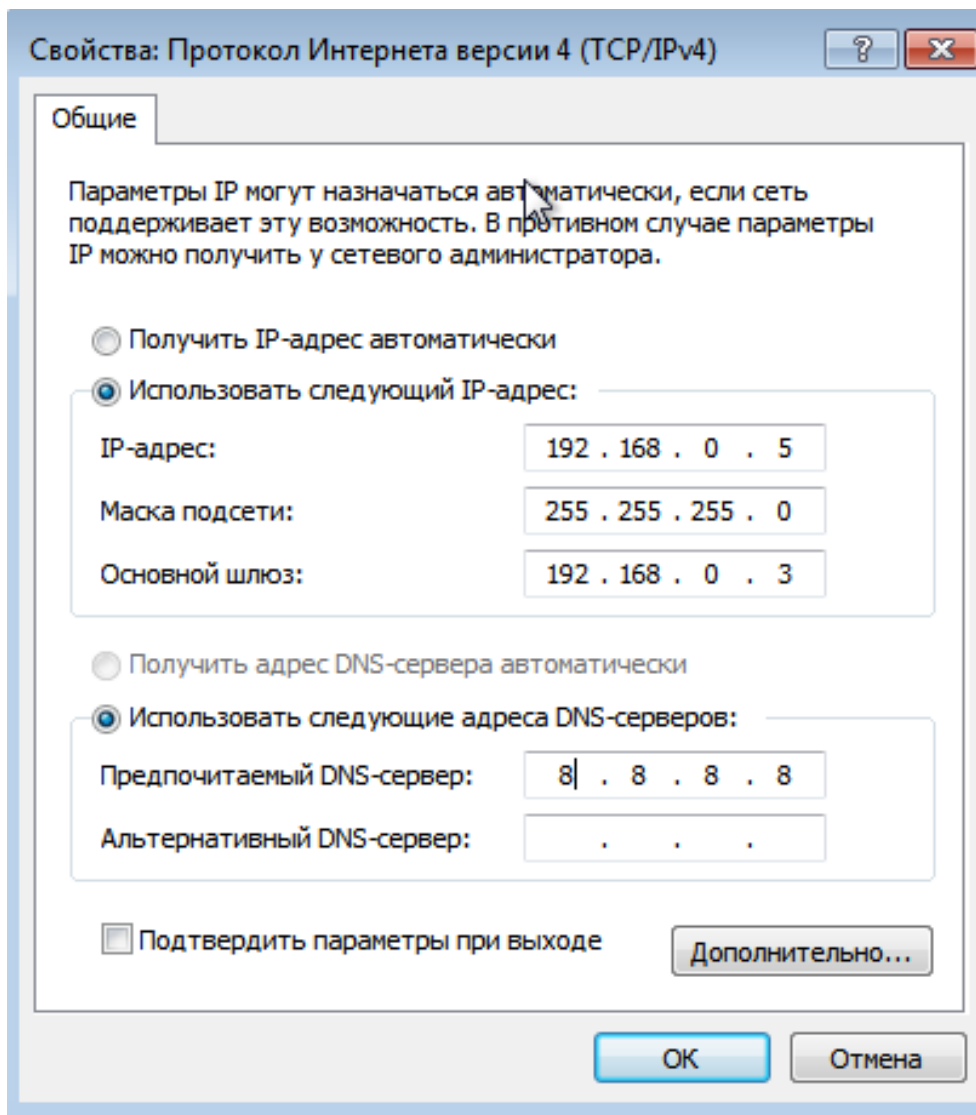 Свойства: Протокол Интернета версии 4 (TCP/IPv4)
Общие
Параметры IP могут назначаться автоматически, если сеть
поддерживает эту возможность. В противном случае параметры
IP можно получить у сетевого администратора.
Получить IP-адрес автоматически
Использовать следующий IP-адрес:
IP-адрес: 192 . 168 . 0 . 5
Маска подсети: 255 . 255 . 255 . 0
Основной шлюз: 192 . 168 . 0 . 3
Получить адрес DNS-сервера автоматически
Использовать следующие адреса DNS-серверов:
Предпочитаемый DNS-сервер: 8 . 8 . 8 . 8
Альтернативный DNS-сервер: . . .
Подтвердить параметры при выходе
Дополнительно...
ОК Отмена